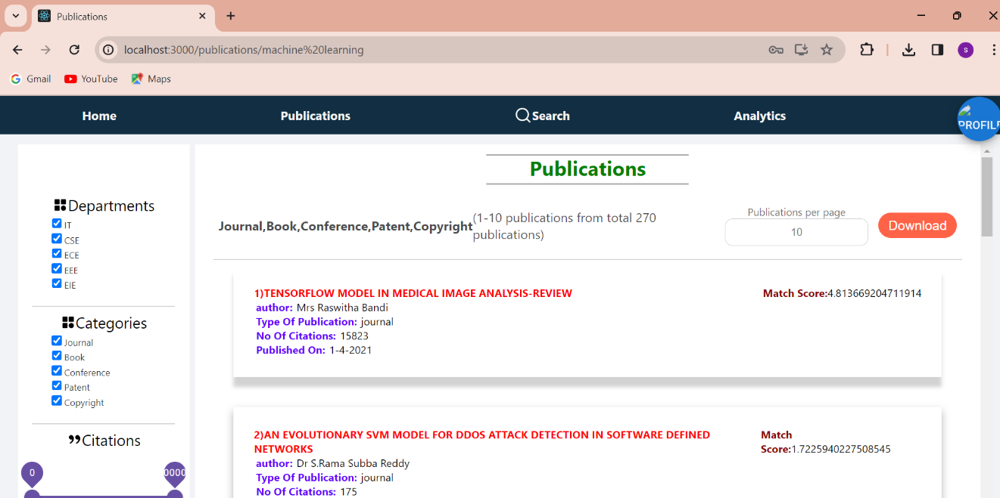 Publications
localhost:3000/publications/machine%20learning
s
Gmail YouTube Maps
Home Publications Search Analytics
PROFILE
Publications
Departments
IT
CSE
ECE
EEE
EIE
Categories
Journal
Book
Conference
Patent
Copyright
Citations
0
Journal,Book,Conference,Patent,Copyright
(1-10 publications from total 270
publications)
Publications per page
10
Download
1)TENSORFLOW MODEL IN MEDICAL IMAGE ANALYSIS-REVIEW
author: Mrs Raswitha Bandi
Type Of Publication: journal
No Of Citations: 15823
Published On: 1-4-2021
Match Score:4.813669204711914
2)AN EVOLUTIONARY SVM MODEL FOR DDOS ATTACK DETECTION IN SOFTWARE DEFINED
NETWORKS
author: Dr S.Rama Subba Reddy
Type Of Publication: journal
No Of Citations: 175
Match
Score:1.7225940227508545